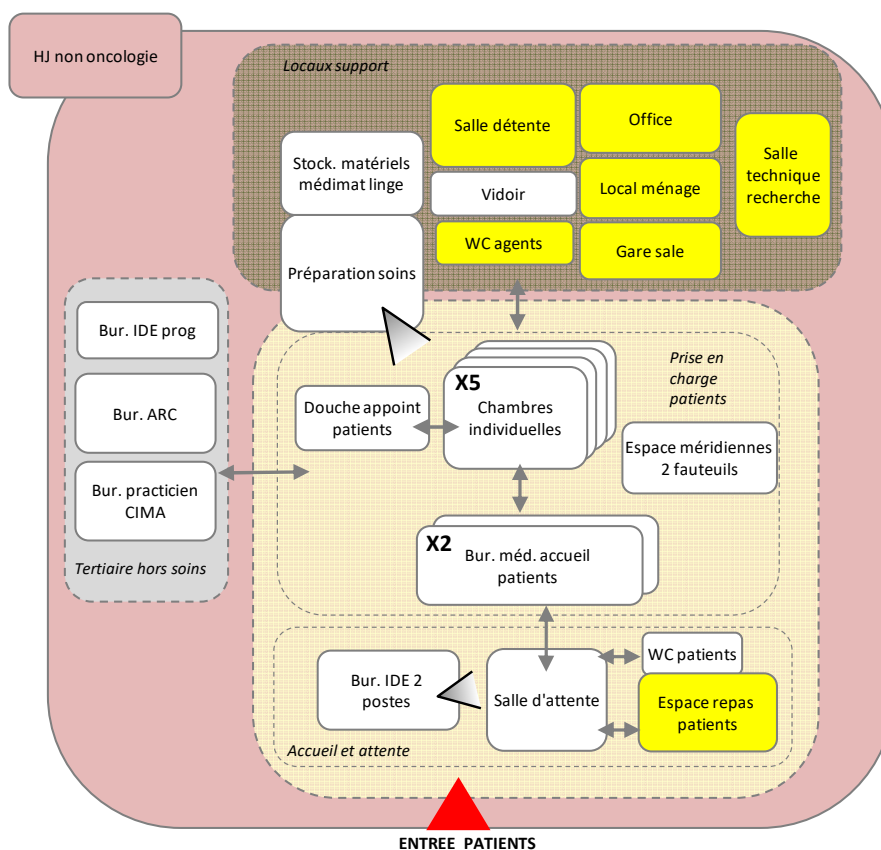 HJ non oncologie
Locaux support
Salle détente
Office
Salle
technique
recherche
Stock. matériels
médimat linge
Vidoir
Local ménage
WC agents
Gare sale
Préparation soins
Bur. IDE prog
Bur. ARC
Bur. practicien
CIMA
Tertiaire hors soins
Prise en
charge
patients
X5
Chambres
individuelles
Douche appoint
patients
Espace méridiennes
2 fauteuils
X2
Bur. méd. accueil
patients
WC patients
Bur. IDE 2
postes
Salle d'attente
Espace repas
patients
Accueil et attente
ENTREE PATIENTS